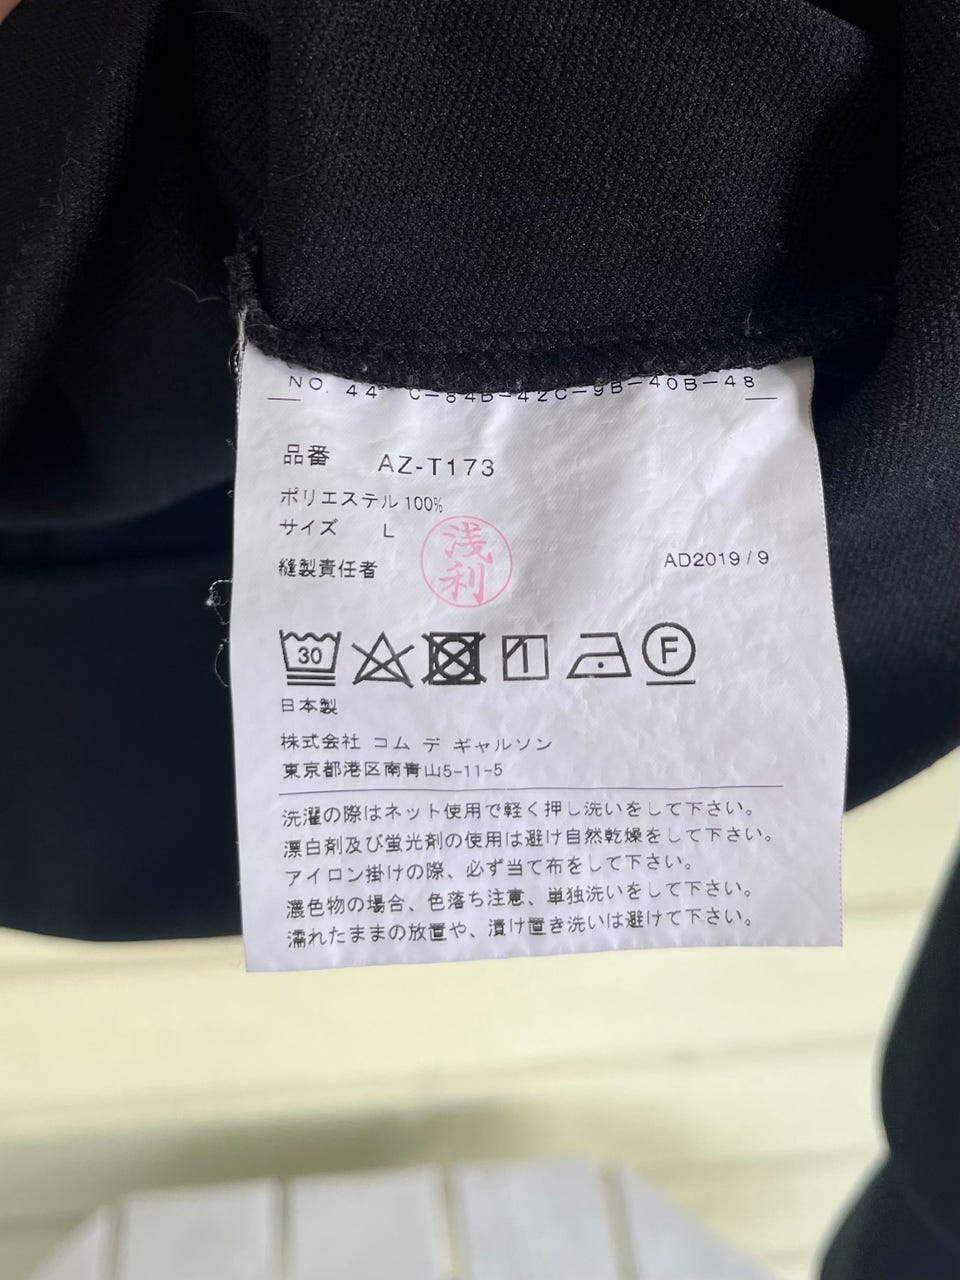 NO. 44 C-84B-42C-9B-40B-48
品番 AZ-T173
ポリエステル 100%
サイズ L
縫製責任者 浅利 AD2019/9
30 F
日本製
株式会社 コム デ ギャルソン
東京都港区南青山5-11-5
洗濯の際はネット使用で軽く押し洗いをして下さい。
漂白剤及び蛍光剤の使用は避け自然乾燥をして下さい。
アイロン掛けの際、必ず当て布をして下さい。
濃色物の場合、色落ち注意、単独洗いをして下さい。
濡れたままの放置や、漬け置き洗いは避けて下さい。